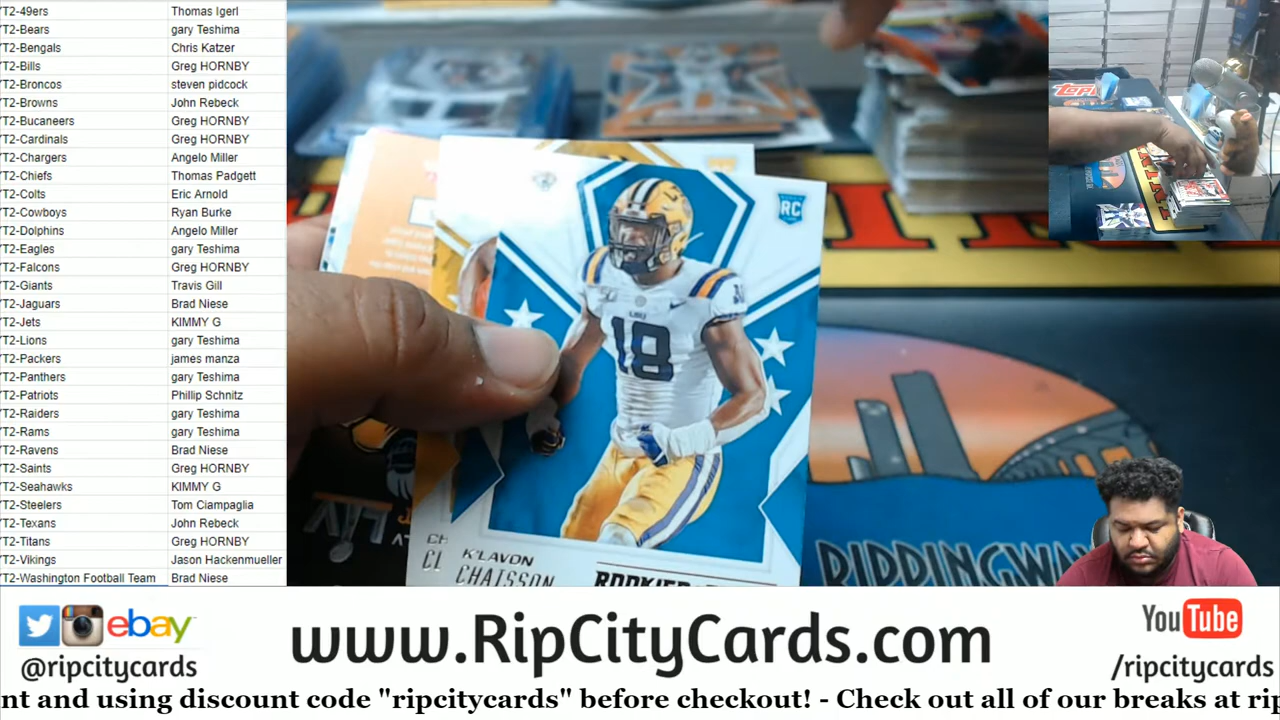 T2-49ers Thomas Igerl
T2-Bears gary Teshima
T2-Bengals Chris Katzer
T2-Bills Greg HORNBY
T2-Broncos steven pidcock
T2-Browns John Rebeck
T2-Bucaneers Greg HORNBY
T2-Cardinals Greg HORNBY
T2-Chargers Angelo Miller
T2-Chiefs Thomas Padgett
T2-Colts Eric Arnold
T2-Cowboys Ryan Burke
T2-Dolphins Angelo Miller
T2-Eagles gary Teshima
T2-Falcons Greg HORNBY
T2-Giants Travis Gill
T2-Jaguars Brad Niese
T2-Jets KIMMY G
T2-Lions gary Teshima
T2-Packers james manza
T2-Panthers gary Teshima
T2-Patriots Phillip Schnitz
T2-Raiders gary Teshima
T2-Rams gary Teshima
T2-Ravens Brad Niese
T2-Saints Greg HORNBY
T2-Seahawks KIMMY G
T2-Steelers Tom Ciampaglia
T2-Texans John Rebeck
T2-Titans Greg HORNBY
T2-Vikings Jason Hackenmueller
T2-Washington Football Team Brad Niese
RC
LSU
18
K'LAVON
CHAISSON
TOPPS
RIPPINGWAX
ebay
@ripcitycards
www.RipCityCards.com
YouTube
/ripcitycards
nt and using discount code "ripcitycards" before checkout! - Check out all of our breaks at rip